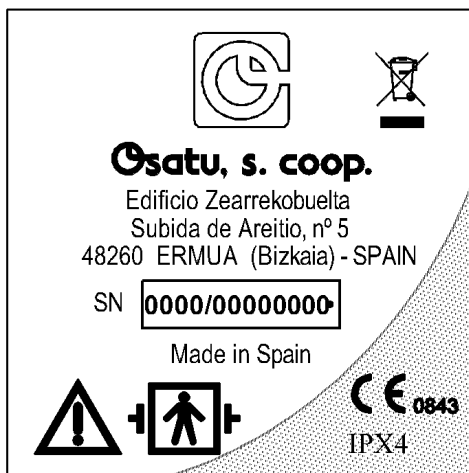 Osatu, s. coop.
Edificio Zearrekobuelta
Subida de Areitio, nº 5
48260 ERMUA (Bizkaia) - SPAIN
SN 0000/00000000
Made in Spain
CE 0843
IPX4